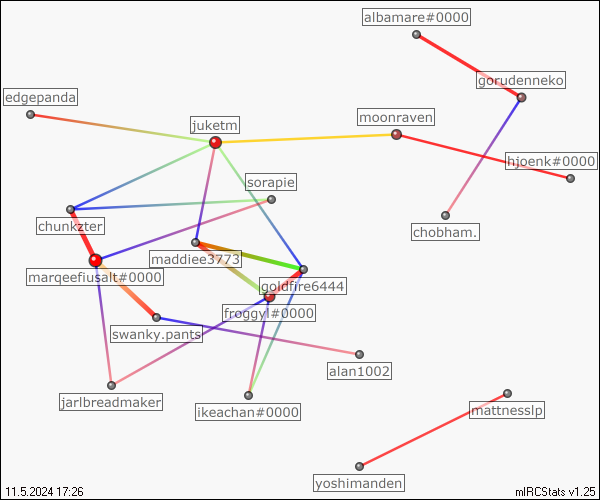 albamare#0000
gorudenneko
edgepanda
moonraven
juketm
hjoenk#0000
sorapie
chunkzter
chobham.
maddiee3773
marqeefiusalt#0000
goldfire6444
froggyl#0000
swanky.pants
alan1002
jarlbreadmaker
ikeachan#0000
mattnesslp
yoshimanden
11.5.2024 17:26
mIRCStats v1.25